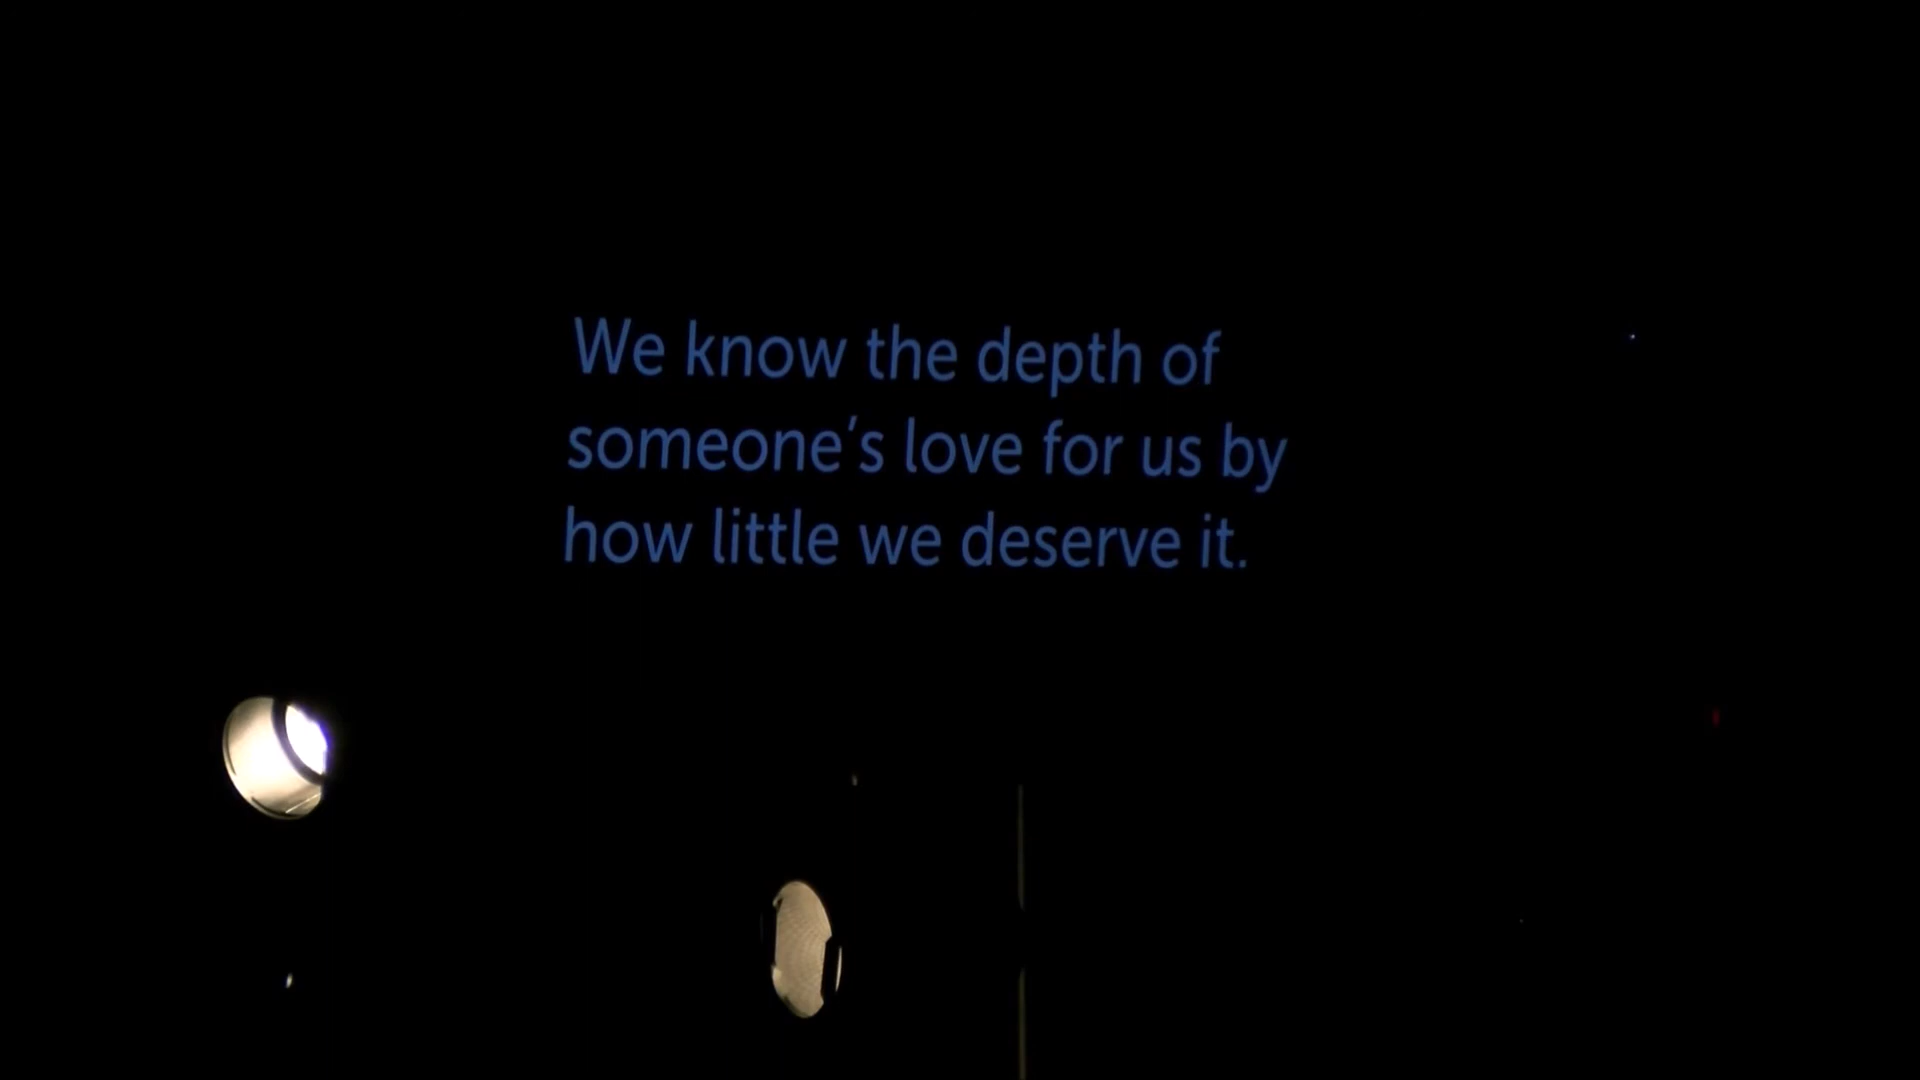 We know the depth of
someone's love for us by
how little we deserve it.